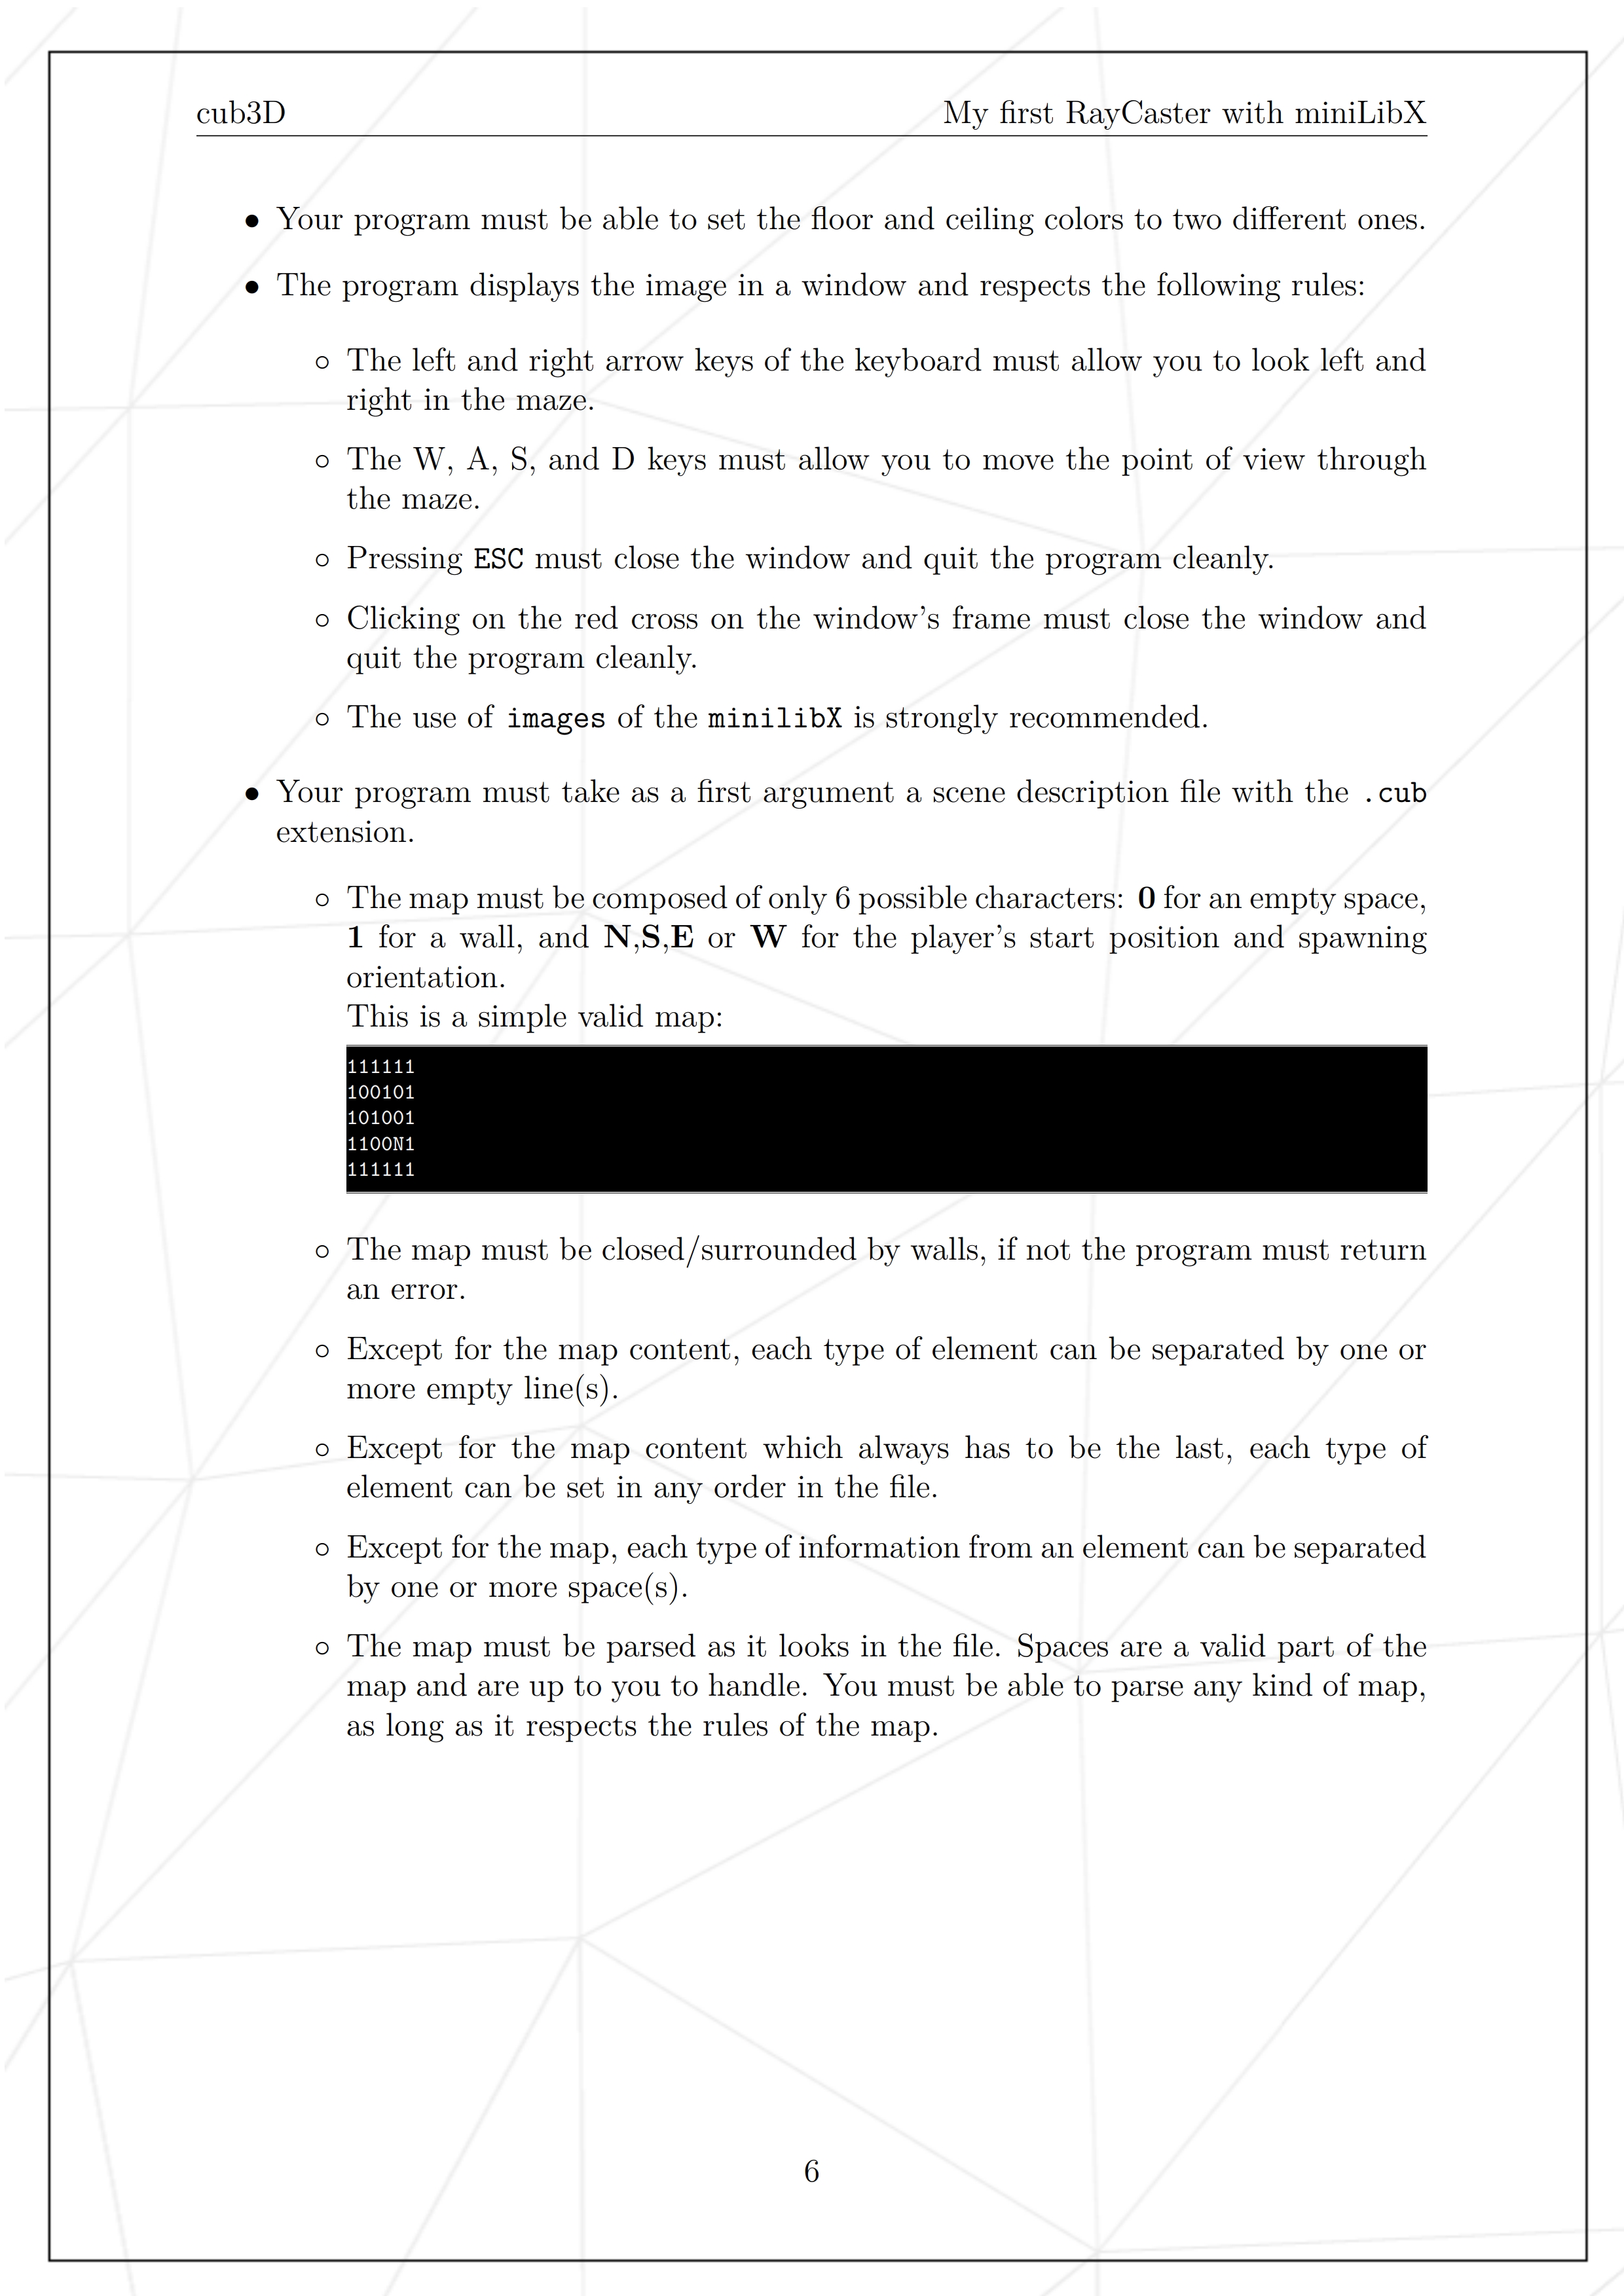 cub3D
My first RayCaster with miniLibX
• Your program must be able to set the floor and ceiling colors to two different ones.
• The program displays the image in a window and respects the following rules:
◦ The left and right arrow keys of the keyboard must allow you to look left and
right in the maze.
◦ The W, A, S, and D keys must allow you to move the point of view through
the maze.
◦ Pressing ESC must close the window and quit the program cleanly.
◦ Clicking on the red cross on the window's frame must close the window and
quit the program cleanly.
◦ The use of images of the minilibX is strongly recommended.
• Your program must take as a first argument a scene description file with the .cub
extension.
◦ The map must be composed of only 6 possible characters: 0 for an empty space,
1 for a wall, and N,S,E or W for the player's start position and spawning
orientation.
This is a simple valid map:
111111
100101
101001
1100N1
111111
◦ The map must be closed/surrounded by walls, if not the program must return
an error.
◦ Except for the map content, each type of element can be separated by one or
more empty line(s).
◦ Except for the map content which always has to be the last, each type of
element can be set in any order in the file.
◦ Except for the map, each type of information from an element can be separated
by one or more space(s).
◦ The map must be parsed as it looks in the file. Spaces are a valid part of the
map and are up to you to handle. You must be able to parse any kind of map,
as long as it respects the rules of the map.
6